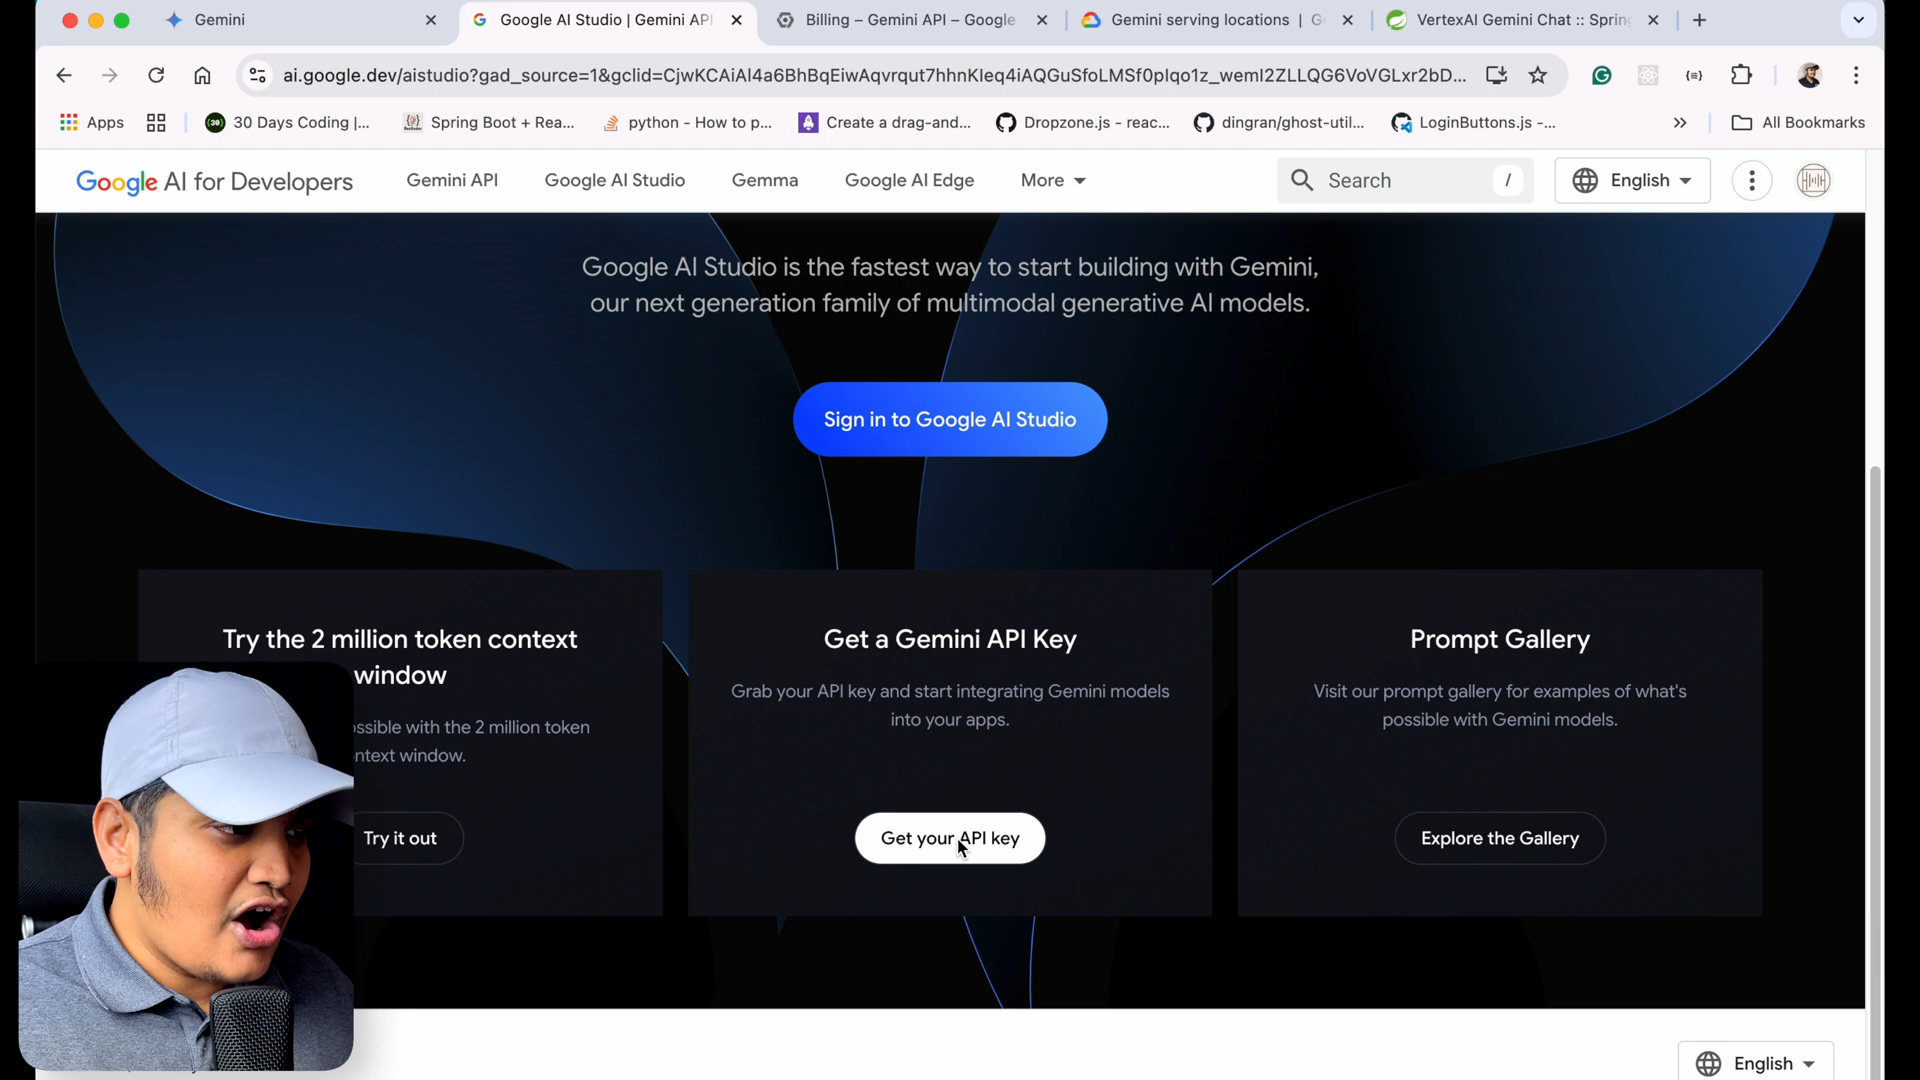 Gemini
Google AI Studio | Gemini API
Billing – Gemini API – Google
Gemini serving locations | G
VertexAI Gemini Chat :: Spring
ai.google.dev/aistudio?gad_source=1&gclid=CjwKCAiAl4a6BhBqEiwAqvrqut7hhnKIeq4iAQGuSfoLMSf0plqo1z_wemI2ZLLQG6VoVGLxr2bD...
Apps
30 Days Coding |...
Spring Boot + Rea...
python - How to p...
Create a drag-and...
Dropzone.js - reac...
dingran/ghost-util...
LoginButtons.js -...
All Bookmarks
Google AI for Developers
Gemini API
Google AI Studio
Gemma
Google AI Edge
More
Search /
English
Google AI Studio is the fastest way to start building with Gemini,
our next generation family of multimodal generative AI models.
Sign in to Google AI Studio
Try the 2 million token context
window
possible with the 2 million token
context window.
Try it out
Get a Gemini API Key
Grab your API key and start integrating Gemini models
into your apps.
Get your API key
Prompt Gallery
Visit our prompt gallery for examples of what's
possible with Gemini models.
Explore the Gallery
English